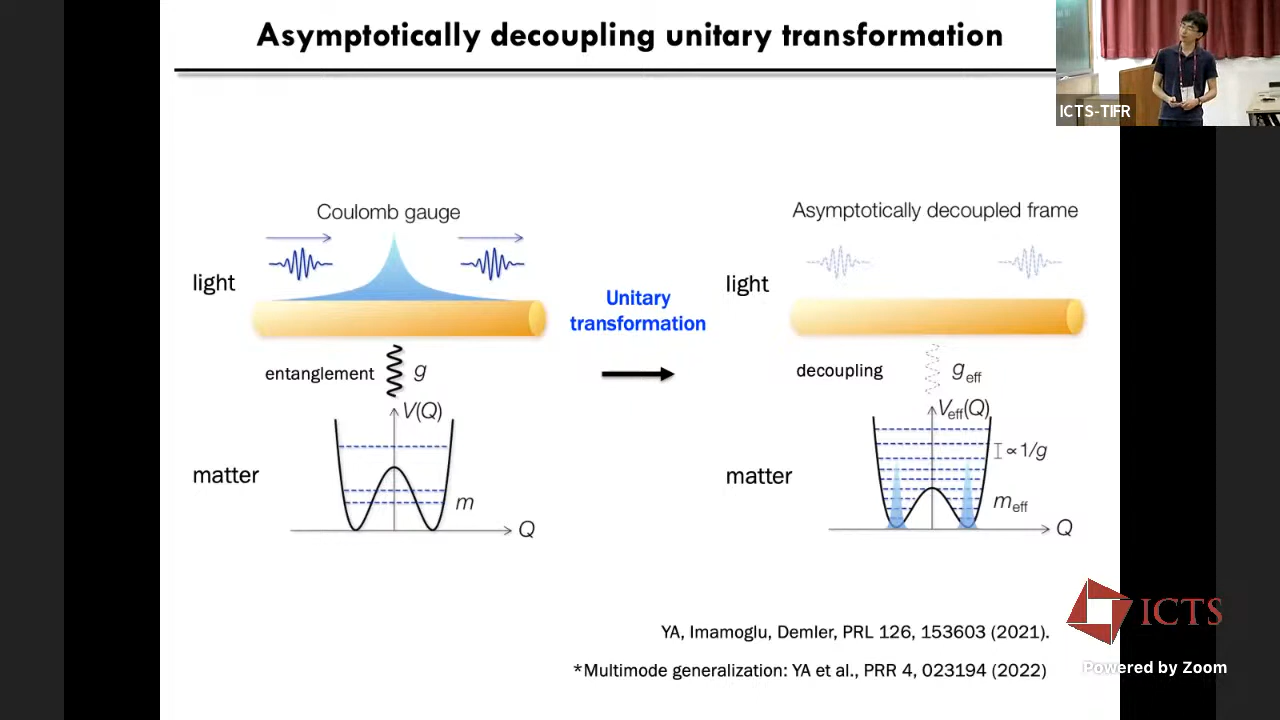 Asymptotically decoupling unitary transformation
ICTS-TIFR
Coulomb gauge
light
entanglement
g
V(Q)
matter
m
Q
Unitary
transformation
Asymptotically decoupled frame
light
decoupling
g_eff
V_eff(Q)
∝1/g
matter
m_eff
Q
YA, Imamoglu, Demler, PRL 126, 153603 (2021).
*Multimode generalization: YA et al., PRR 4, 023194 (2022)
ICTS
Powered by Zoom